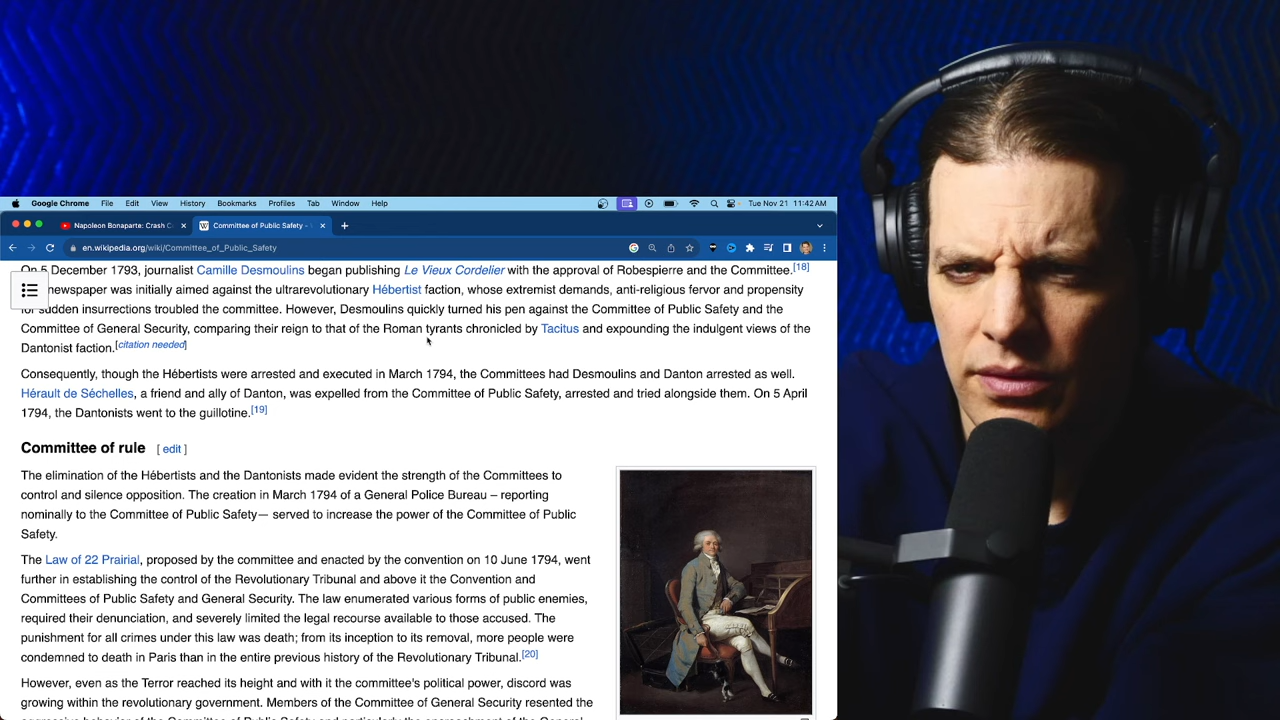 Google Chrome File Edit View History Bookmarks Profiles Tab Window Help Tue Nov 21 11:42 AM
Napoleon Bonaparte: Crash C Committee of Public Safety -
en.wikipedia.org/wiki/Committee_of_Public_Safety
On 5 December 1793, journalist Camille Desmoulins began publishing Le Vieux Cordelier with the approval of Robespierre and the Committee.[18]
newspaper was initially aimed against the ultrarevolutionary Hébertist faction, whose extremist demands, anti-religious fervor and propensity
for sudden insurrections troubled the committee. However, Desmoulins quickly turned his pen against the Committee of Public Safety and the
Committee of General Security, comparing their reign to that of the Roman tyrants chronicled by Tacitus and expounding the indulgent views of the
Dantonist faction.[citation needed]
Consequently, though the Hébertists were arrested and executed in March 1794, the Committees had Desmoulins and Danton arrested as well.
Hérault de Séchelles, a friend and ally of Danton, was expelled from the Committee of Public Safety, arrested and tried alongside them. On 5 April
1794, the Dantonists went to the guillotine.[19]
Committee of rule [ edit ]
The elimination of the Hébertists and the Dantonists made evident the strength of the Committees to
control and silence opposition. The creation in March 1794 of a General Police Bureau – reporting
nominally to the Committee of Public Safety— served to increase the power of the Committee of Public
Safety.
The Law of 22 Prairial, proposed by the committee and enacted by the convention on 10 June 1794, went
further in establishing the control of the Revolutionary Tribunal and above it the Convention and
Committees of Public Safety and General Security. The law enumerated various forms of public enemies,
required their denunciation, and severely limited the legal recourse available to those accused. The
punishment for all crimes under this law was death; from its inception to its removal, more people were
condemned to death in Paris than in the entire previous history of the Revolutionary Tribunal.[20]
However, even as the Terror reached its height and with it the committee's political power, discord was
growing within the revolutionary government. Members of the Committee of General Security resented the